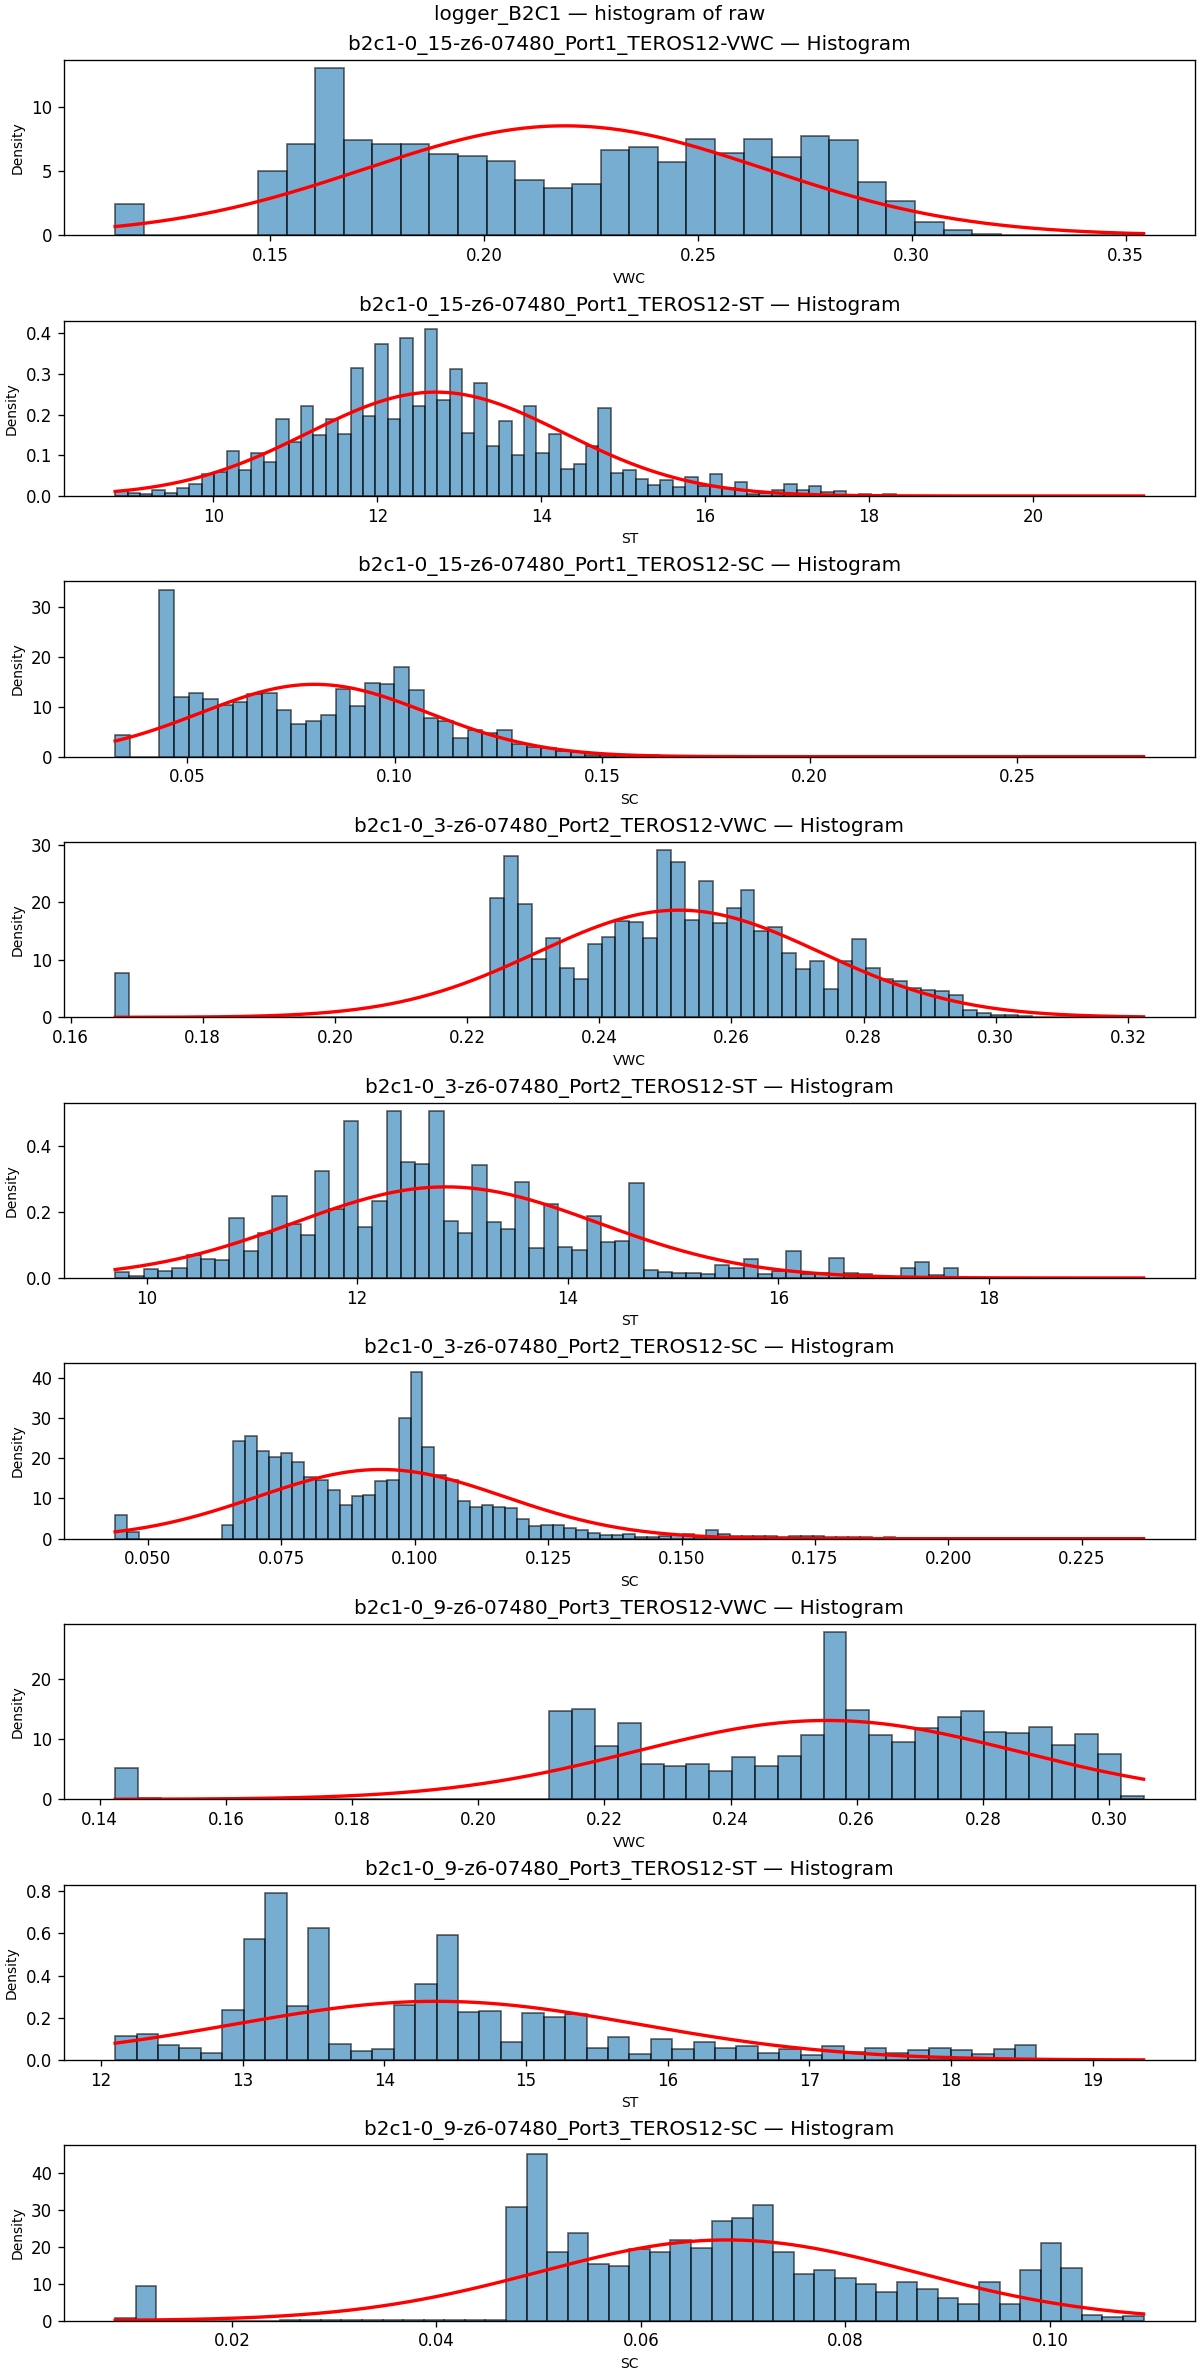 logger_B2C1 — histogram of raw
b2c1-0_15-z6-07480_Port1_TEROS12-VWC — Histogram
Density
10
5
0
0.15 0.20 0.25 0.30 0.35
VWC
b2c1-0_15-z6-07480_Port1_TEROS12-ST — Histogram
Density
0.4
0.3
0.2
0.1
0.0
10 12 14 16 18 20
ST
b2c1-0_15-z6-07480_Port1_TEROS12-SC — Histogram
Density
30
20
10
0
0.05 0.10 0.15 0.20 0.25
SC
b2c1-0_3-z6-07480_Port2_TEROS12-VWC — Histogram
Density
30
20
10
0
0.16 0.18 0.20 0.22 0.24 0.26 0.28 0.30 0.32
VWC
b2c1-0_3-z6-07480_Port2_TEROS12-ST — Histogram
Density
0.4
0.2
0.0
10 12 14 16 18
ST
b2c1-0_3-z6-07480_Port2_TEROS12-SC — Histogram
Density
40
30
20
10
0
0.050 0.075 0.100 0.125 0.150 0.175 0.200 0.225
SC
b2c1-0_9-z6-07480_Port3_TEROS12-VWC — Histogram
Density
20
10
0
0.14 0.16 0.18 0.20 0.22 0.24 0.26 0.28 0.30
VWC
b2c1-0_9-z6-07480_Port3_TEROS12-ST — Histogram
Density
0.8
0.6
0.4
0.2
0.0
12 13 14 15 16 17 18 19
ST
b2c1-0_9-z6-07480_Port3_TEROS12-SC — Histogram
Density
40
30
20
10
0
0.02 0.04 0.06 0.08 0.10
SC